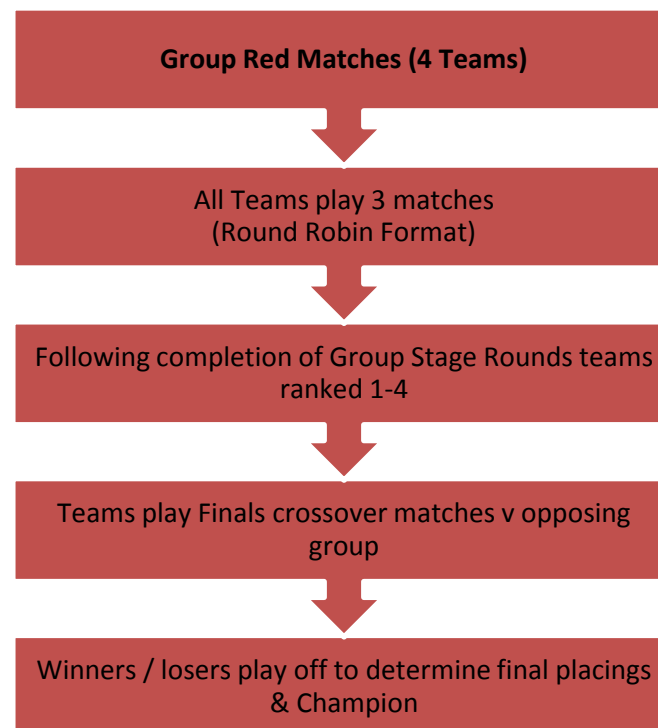 Group Red Matches (4 Teams)
All Teams play 3 matches
(Round Robin Format)
Following completion of Group Stage Rounds teams
ranked 1-4
Teams play Finals crossover matches v opposing
group
Winners / losers play off to determine final placings
& Champion